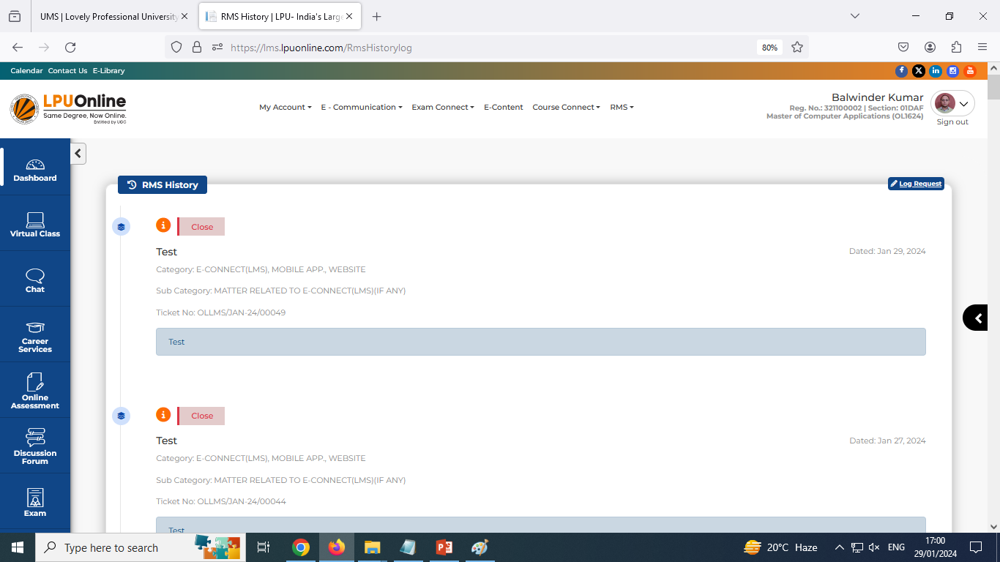 UMS | Lovely Professional University
RMS History | LPU- India's Large
https://lms.lpuonline.com/RmsHistorylog
80%
Calendar Contact Us E-Library
LPUOnline
Same Degree, Now Online.
Entitled by UGC
My Account E - Communication Exam Connect E-Content Course Connect RMS
Balwinder Kumar
Reg. No.: 321100002 | Section: 01DAF
Master of Computer Applications (OL1624)
Sign out
Dashboard
Virtual Class
Chat
Career
Services
Online
Assessment
Discussion
Forum
Exam
RMS History
Log Request
Close
Test
Dated: Jan 29, 2024
Category: E-CONNECT(LMS), MOBILE APP., WEBSITE
Sub Category: MATTER RELATED TO E-CONNECT(LMS)(IF ANY)
Ticket No: OLLMS/JAN-24/00049
Test
Close
Test
Dated: Jan 27, 2024
Category: E-CONNECT(LMS), MOBILE APP., WEBSITE
Sub Category: MATTER RELATED TO E-CONNECT(LMS)(IF ANY)
Ticket No: OLLMS/JAN-24/00044
Test
Type here to search
20°C Haze
ENG
17:00
29/01/2024